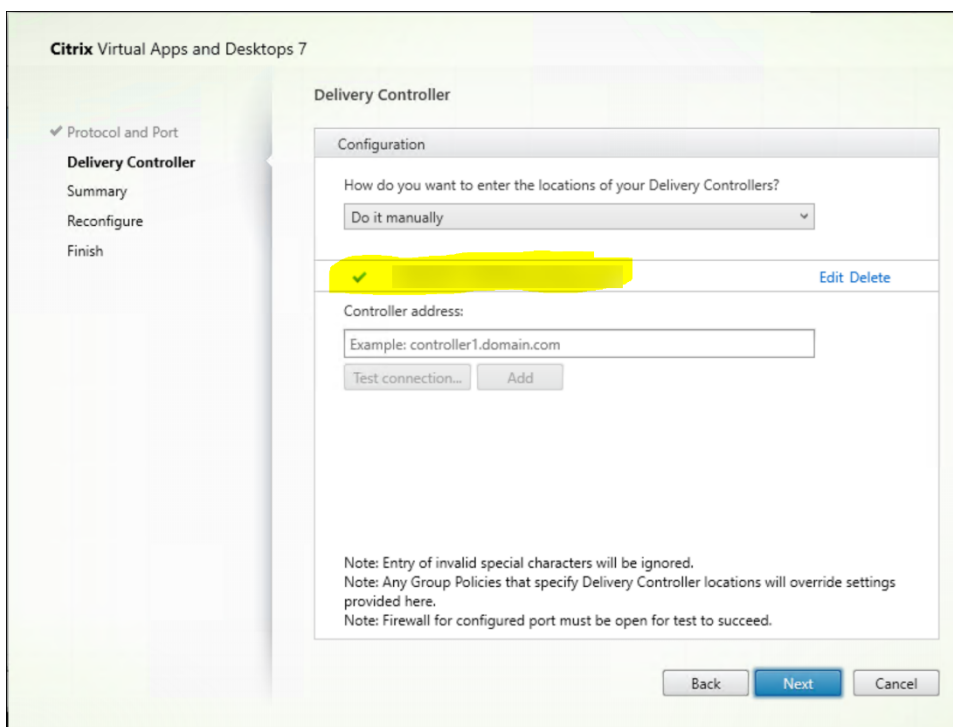 Citrix Virtual Apps and Desktops 7
Delivery Controller
Protocol and Port
Delivery Controller
Summary
Reconfigure
Finish
Configuration
How do you want to enter the locations of your Delivery Controllers?
Do it manually
Edit Delete
Controller address:
Example: controller1.domain.com
Test connection... Add
Note: Entry of invalid special characters will be ignored.
Note: Any Group Policies that specify Delivery Controller locations will override settings
provided here.
Note: Firewall for configured port must be open for test to succeed.
Back Next Cancel